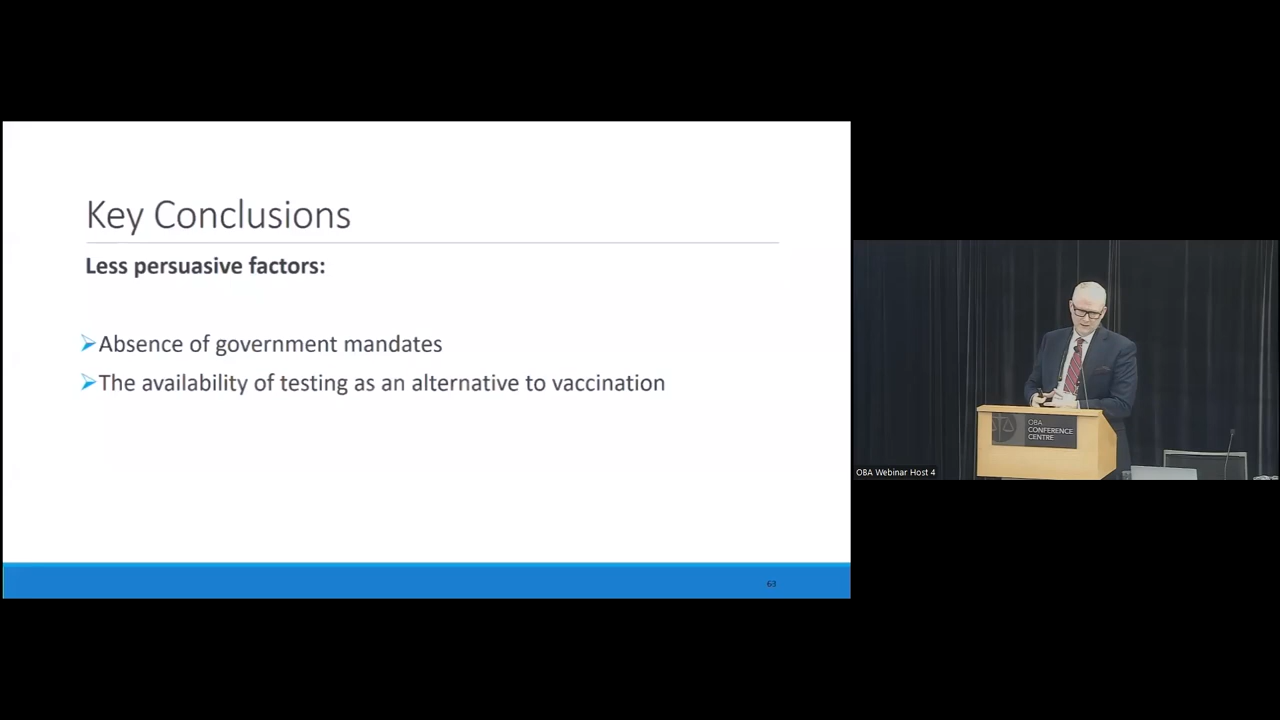 Key Conclusions
Less persuasive factors:
Absence of government mandates
The availability of testing as an alternative to vaccination
63
OBA
CONFERENCE
CENTRE
OBA Webinar Host 4